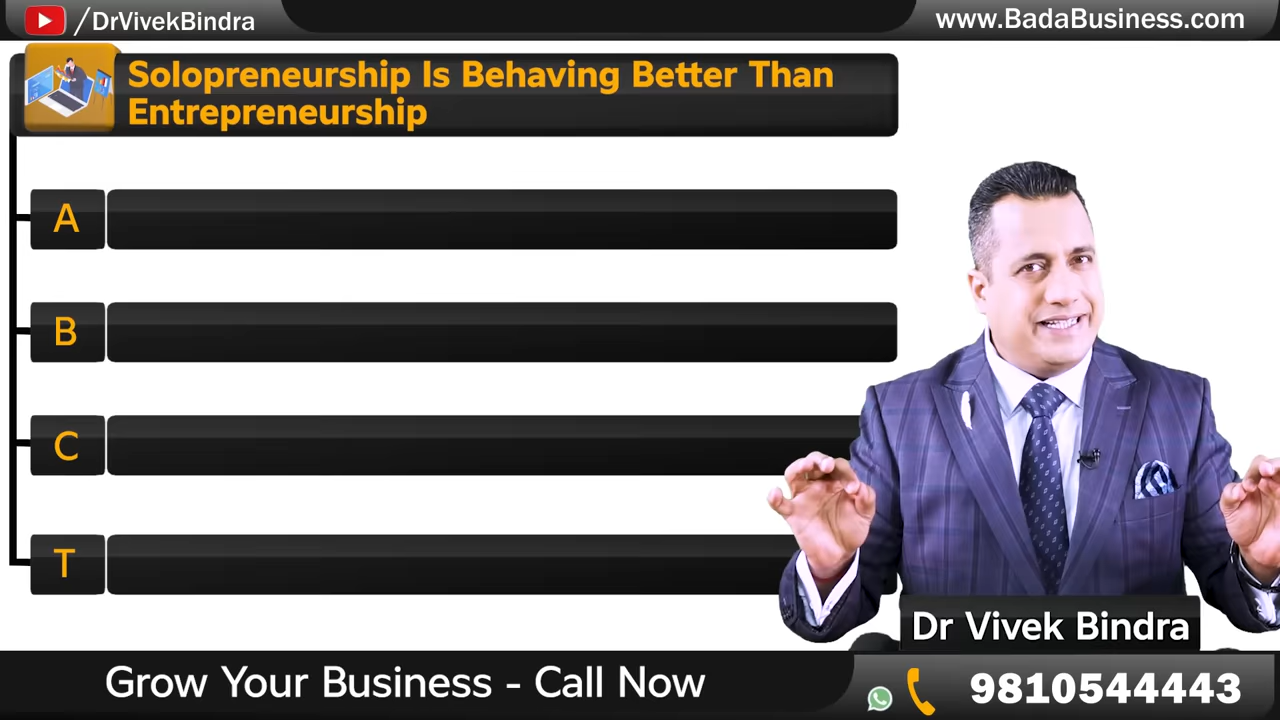 /DrVivekBindra
www.BadaBusiness.com
Solopreneurship Is Behaving Better Than
Entrepreneurship
A
B
C
T
Dr Vivek Bindra
Grow Your Business - Call Now
9810544443